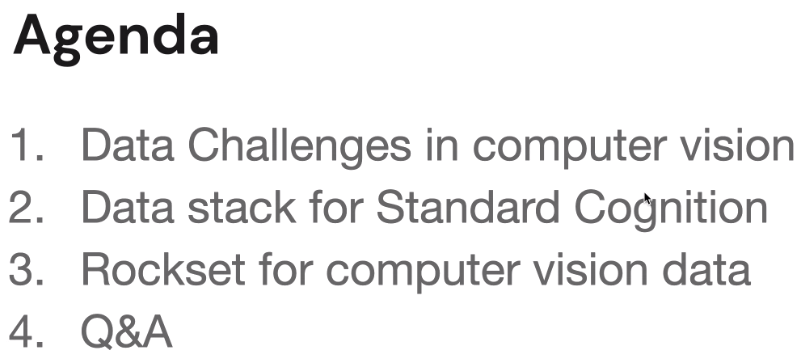 Agenda
1. Data Challenges in computer vision
2. Data stack for Standard Cognition
3. Rockset for computer vision data
4. Q&A